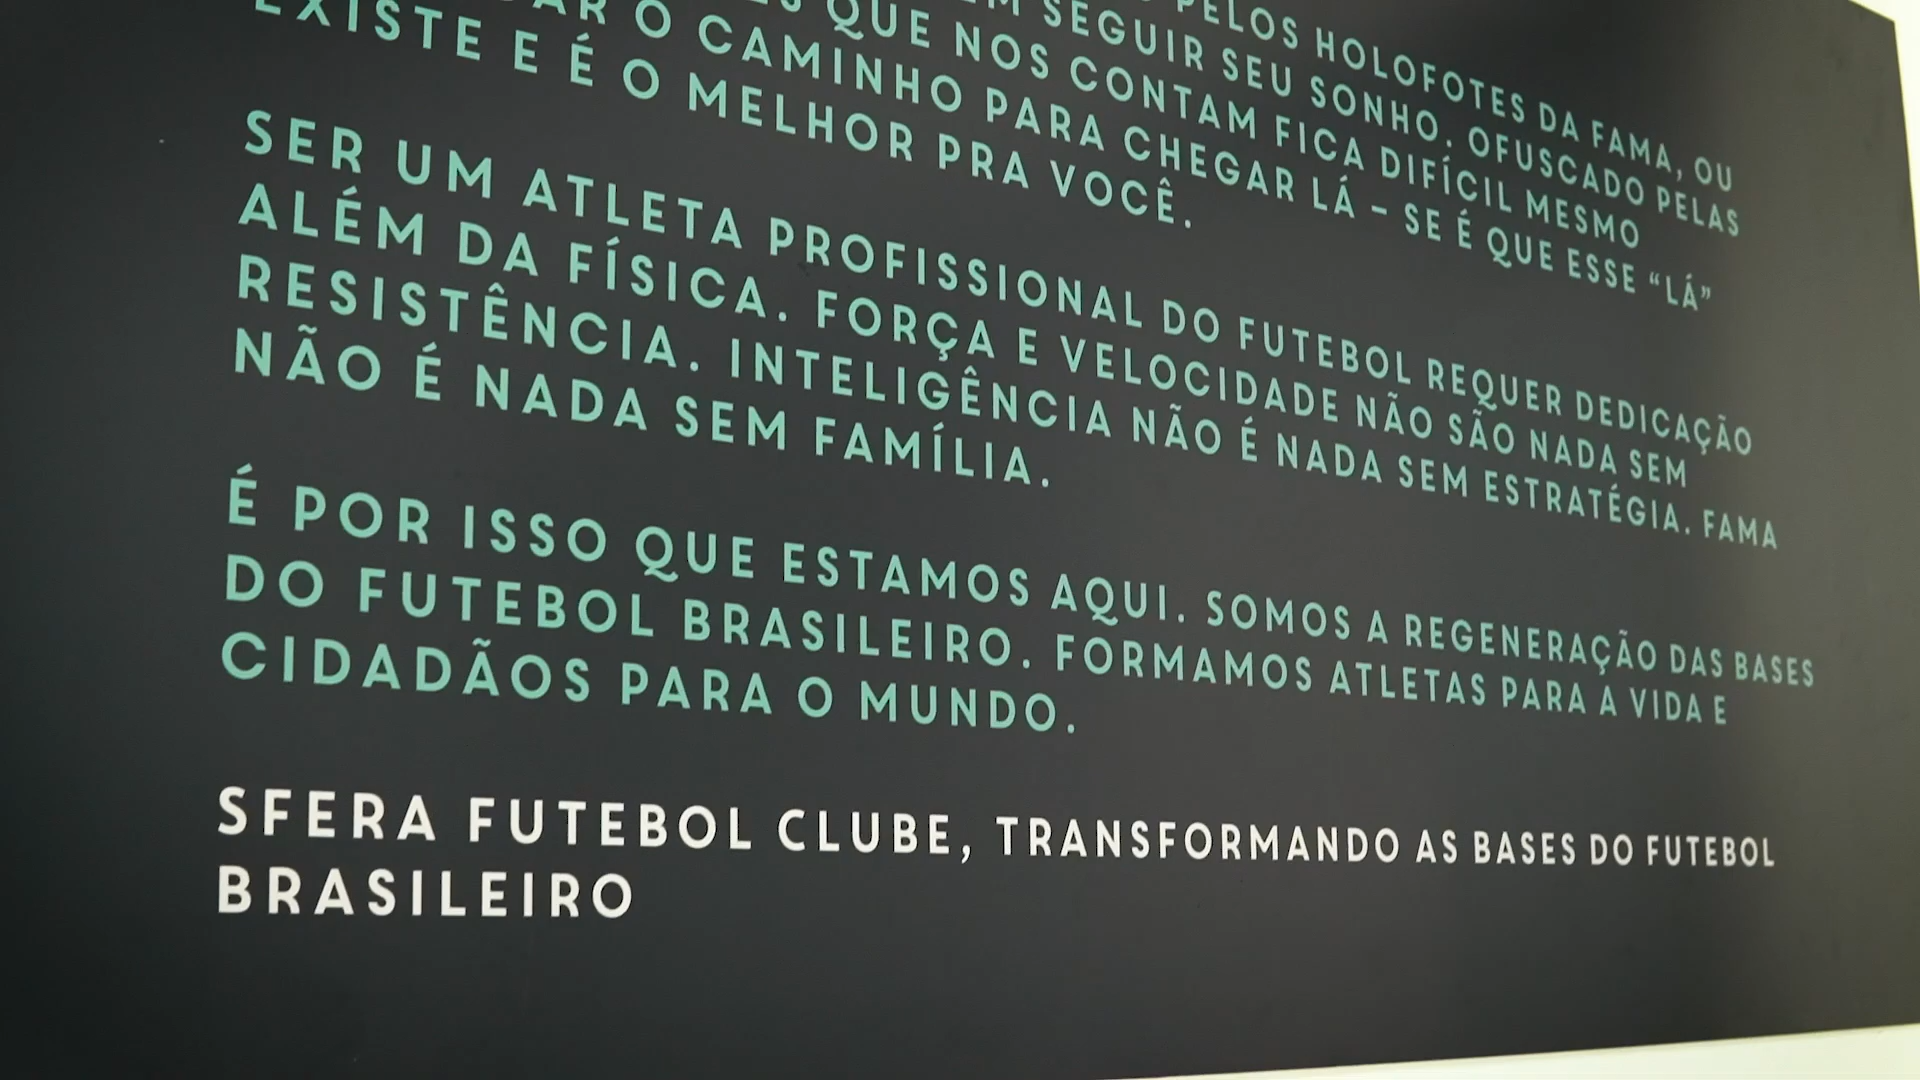 PELOS HOLOFOTES DA FAMA, OU
SEGUIR SEU SONHO. OFUSCADO PELAS
QUE NOS CONTAM FICA DIFÍCIL MESMO
O CAMINHO PARA CHEGAR LÁ – SE É QUE ESSE “LÁ”
EXISTE E É O MELHOR PRA VOCÊ.
SER UM ATLETA PROFISSIONAL DO FUTEBOL REQUER DEDICAÇÃO
ALÉM DA FÍSICA. FORÇA E VELOCIDADE NÃO SÃO NADA SEM
RESISTÊNCIA. INTELIGÊNCIA NÃO É NADA SEM ESTRATÉGIA. FAMA
NÃO É NADA SEM FAMÍLIA.
É POR ISSO QUE ESTAMOS AQUI. SOMOS A REGENERAÇÃO DAS BASES
DO FUTEBOL BRASILEIRO. FORMAMOS ATLETAS PARA A VIDA E
CIDADÃOS PARA O MUNDO.
SFERA FUTEBOL CLUBE, TRANSFORMANDO AS BASES DO FUTEBOL
BRASILEIRO